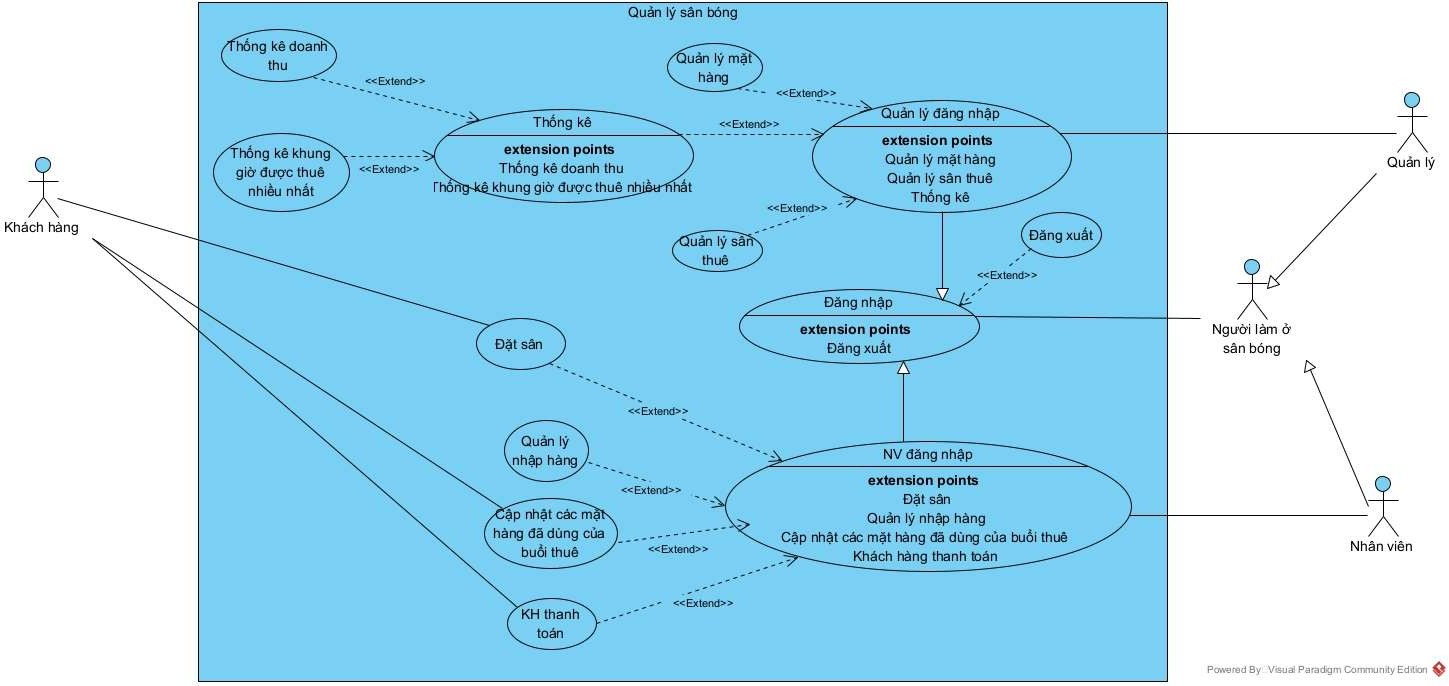 Quản lý sân bóng
Thống kê doanh
thu
<<Extend>>
Quản lý mặt
hàng
<<Extend>>
Thống kê
extension points
Thống kê doanh thu
Thống kê khung giờ được thuê nhiều nhất
<<Extend>>
Quản lý đăng nhập
extension points
Quản lý mặt hàng
Quản lý sân thuê
Thống kê
Quản lý
Thống kê khung
giờ được thuê
nhiều nhất
<<Extend>>
Khách hàng
<<Extend>>
Quản lý sân
thuê
Đăng xuất
<<Extend>>
Đăng nhập
extension points
Đăng xuất
Người làm ở
sân bóng
Đặt sân
<<Extend>>
Quản lý
nhập hàng
<<Extend>>
NV đăng nhập
extension points
Đặt sân
Quản lý nhập hàng
Cập nhật các mặt hàng đã dùng của buổi thuê
Khách hàng thanh toán
Cập nhật các mặt
hàng đã dùng của
buổi thuê
<<Extend>>
Nhân viên
KH thanh
toán
<<Extend>>
Powered By Visual Paradigm Community Edition